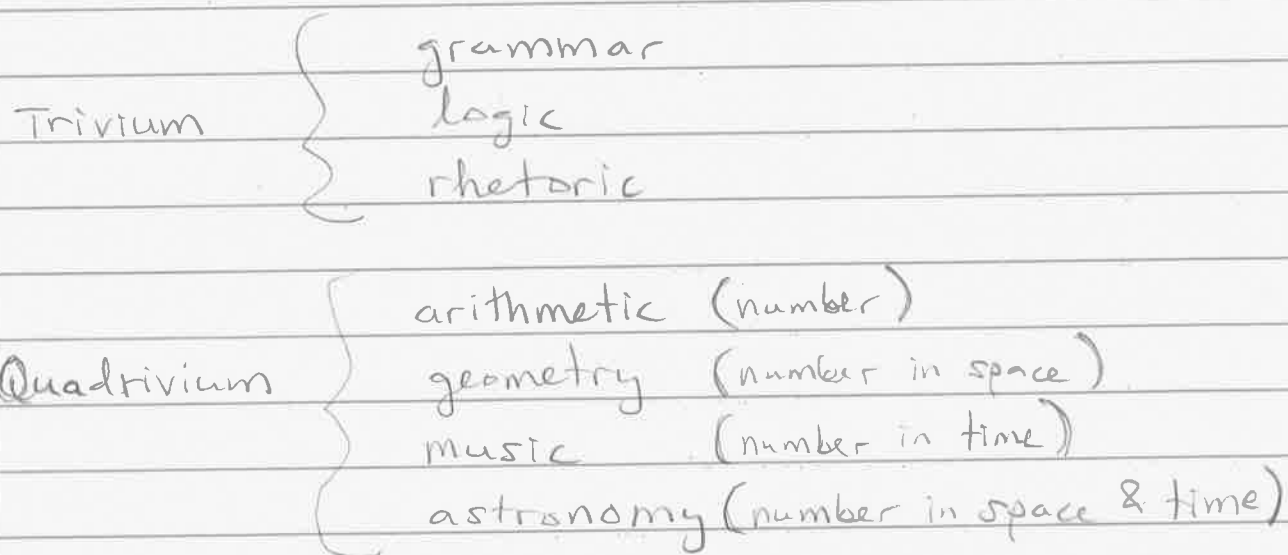 grammar
Trivium logic
rhetoric
arithmetic (number)
Quadrivium geometry (number in space)
music (number in time)
astronomy (number in space & time)